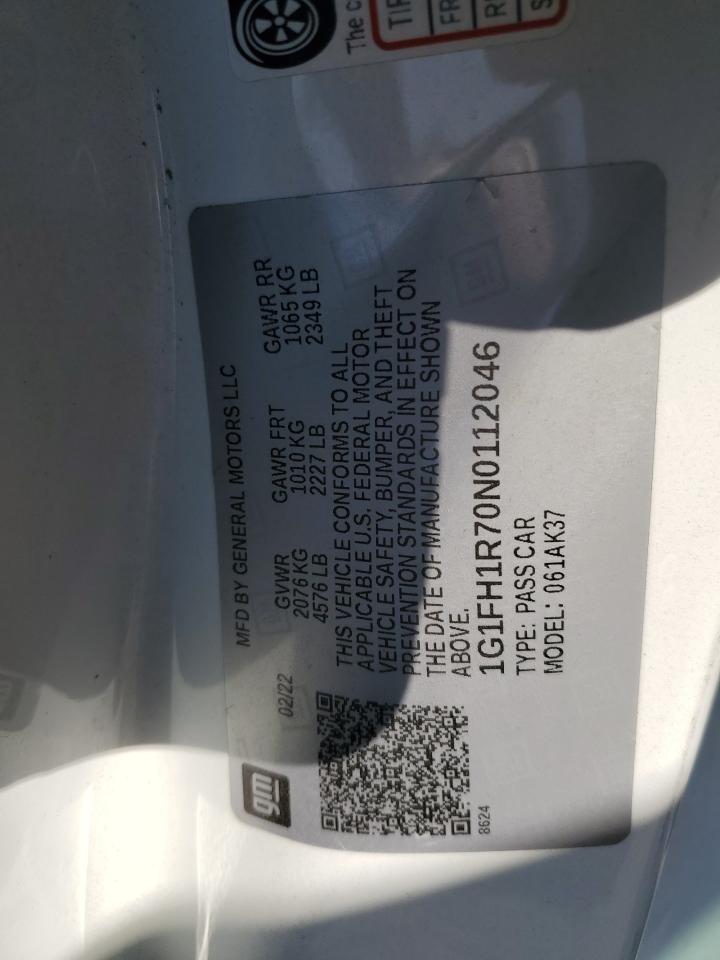 The
TI
FR
R
S
MFD BY GENERAL MOTORS LLC
gm
02/22
GVWR GAWR FRT GAWR RR
2076 KG 1010 KG 1065 KG
4576 LB 2227 LB 2349 LB
THIS VEHICLE CONFORMS TO ALL
APPLICABLE U.S. FEDERAL MOTOR
VEHICLE SAFETY, BUMPER, AND THEFT
PREVENTION STANDARDS IN EFFECT ON
THE DATE OF MANUFACTURE SHOWN
ABOVE.
1G1FH1R70N0112046
TYPE: PASS CAR
MODEL: 061AK37
8624